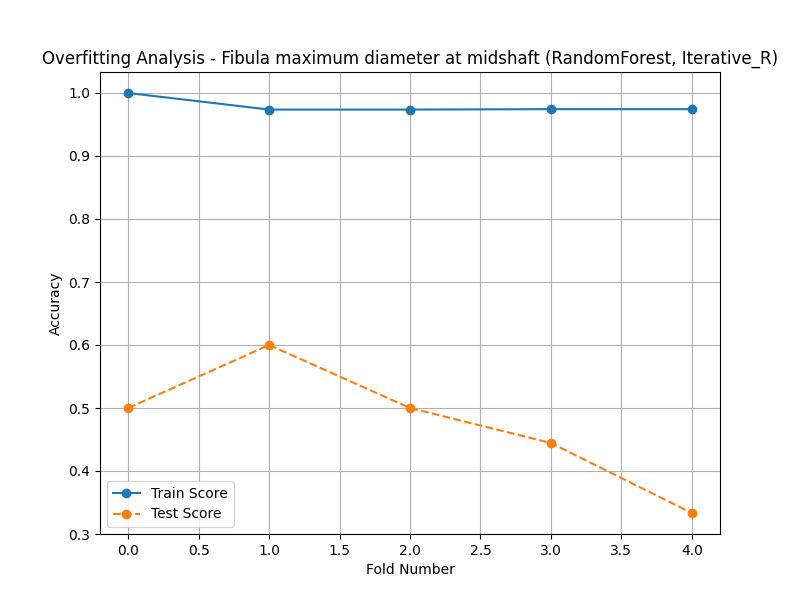 Overfitting Analysis - Fibula maximum diameter at midshaft (RandomForest, Iterative_R)
1.0
0.9
0.8
0.7
0.6
0.5
0.4
0.3
Accuracy
Train Score
Test Score
0.0 0.5 1.0 1.5 2.0 2.5 3.0 3.5 4.0
Fold Number